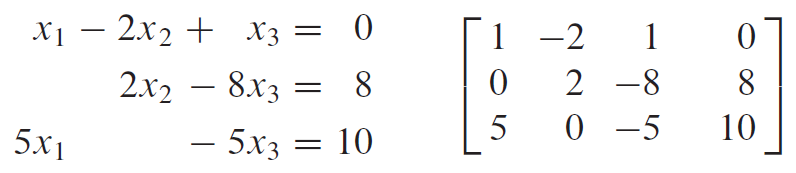 x₁ − 2x₂ + x₃ = 0
2x₂ − 8x₃ = 8
5x₁ − 5x₃ = 10
[ 1 −2 1 0
0 2 −8 8
5 0 −5 10 ]